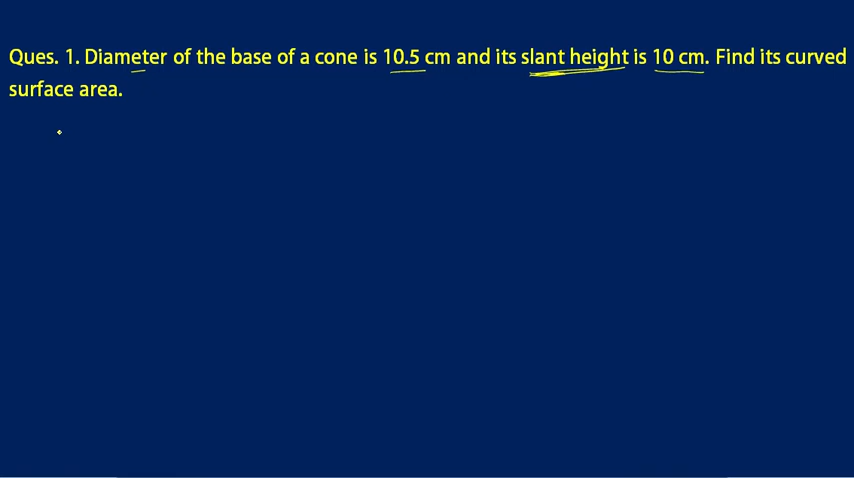 Ques. 1. Diameter of the base of a cone is 10.5 cm and its slant height is 10 cm. Find its curved
surface area.